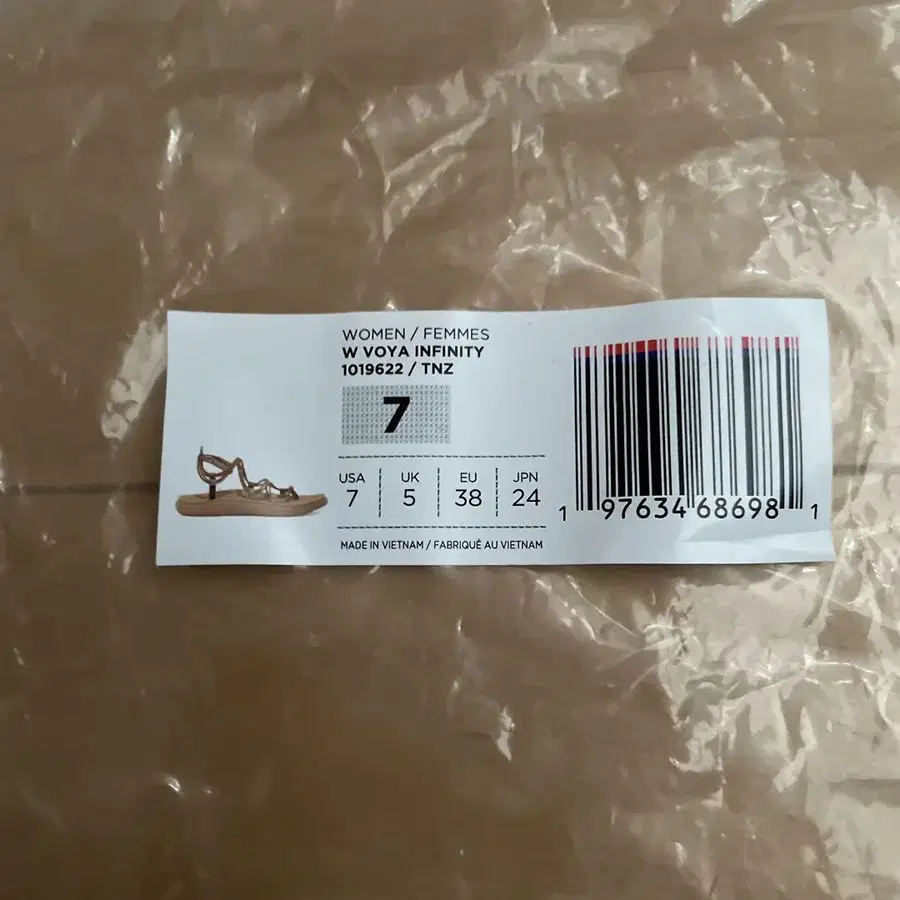 WOMEN / FEMMES
W VOYA INFINITY
1019622 / TNZ
7
USA UK EU JPN
7 5 38 24
MADE IN VIETNAM / FABRIQUÉ AU VIETNAM
1 97634 68698 1